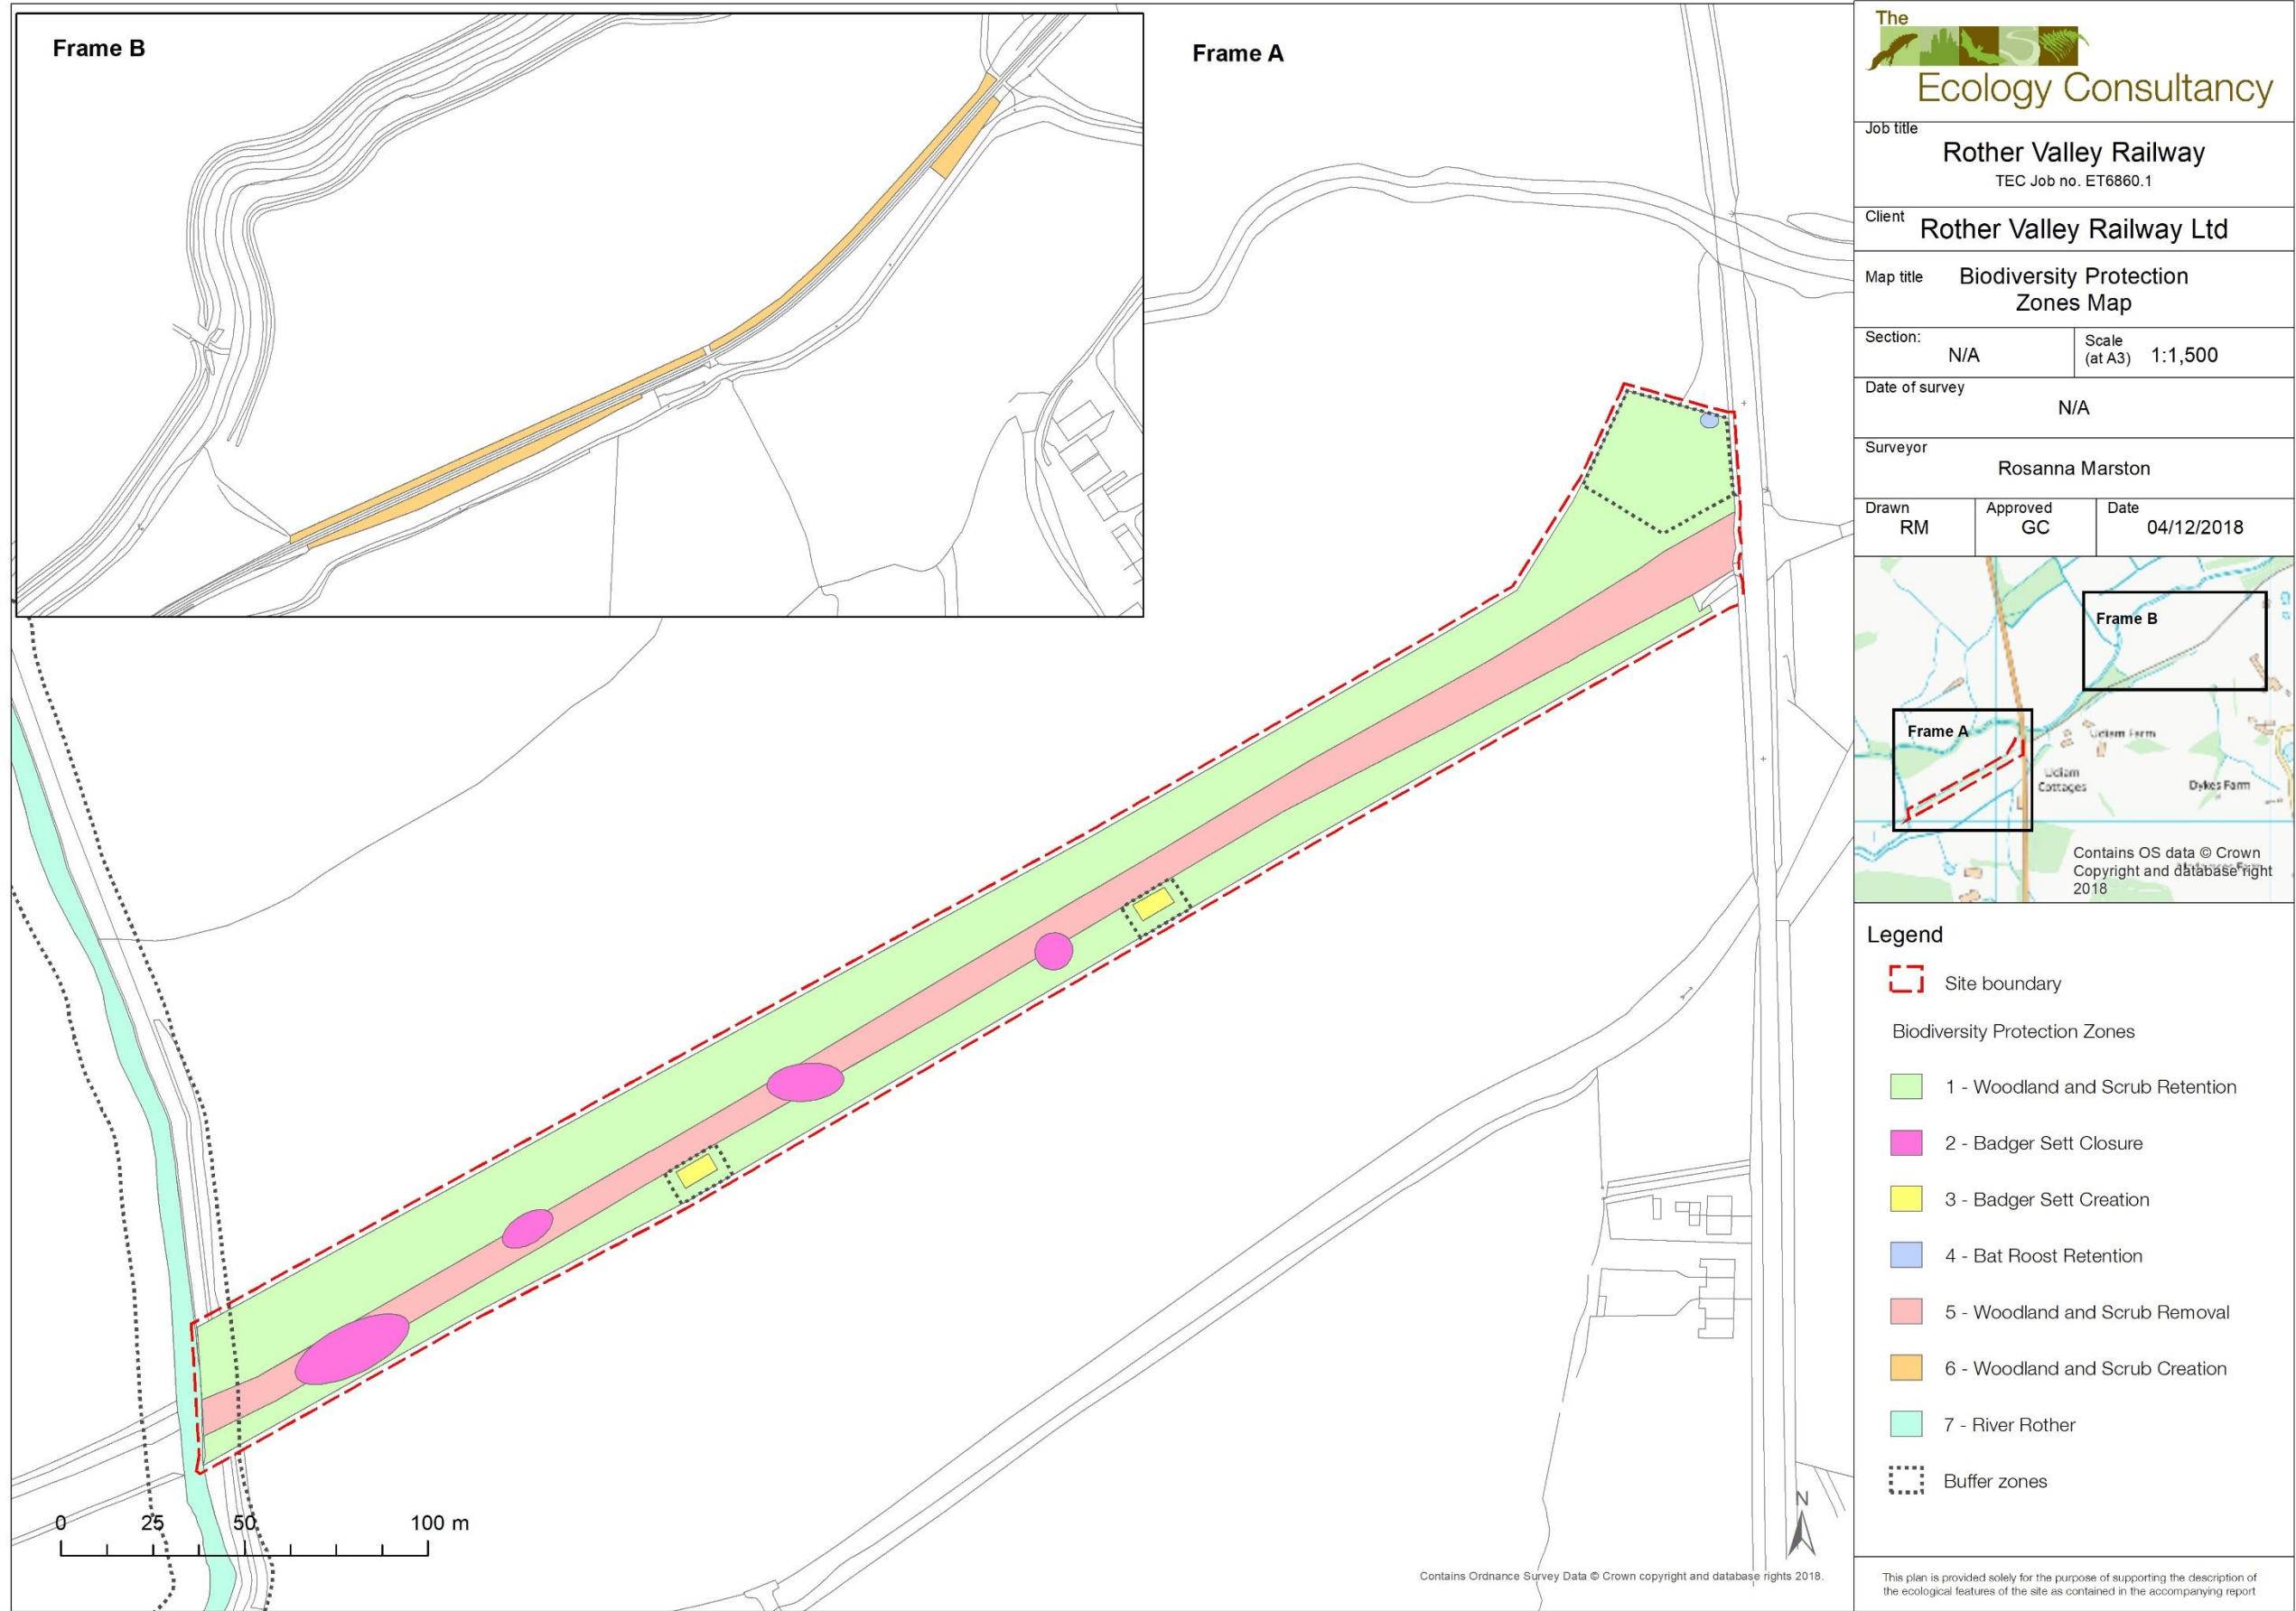 Frame B
Frame A
The
Ecology Consultancy
Job title
Rother Valley Railway
TEC Job no. ET6860.1
Client
Rother Valley Railway Ltd
Map title
Biodiversity Protection
Zones Map
Section:
N/A
Scale
(at A3) 1:1,500
Date of survey
N/A
Surveyor
Rosanna Marston
Drawn
RM
Approved
GC
Date
04/12/2018
Frame B
Frame A
Farm
Cottages
Dykes Farm
Contains OS data © Crown
Copyright and database right
2018
Legend
Site boundary
Biodiversity Protection Zones
1 - Woodland and Scrub Retention
2 - Badger Sett Closure
3 - Badger Sett Creation
4 - Bat Roost Retention
5 - Woodland and Scrub Removal
6 - Woodland and Scrub Creation
7 - River Rother
Buffer zones
0 25 50 100 m
N
Contains Ordnance Survey Data © Crown copyright and database rights 2018.
This plan is provided solely for the purpose of supporting the description of
the ecological features of the site as contained in the accompanying report